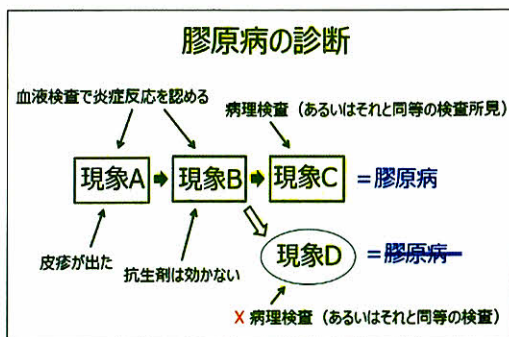 膠原病の診断
血液検査で炎症反応を認める
病理検査（あるいはそれと同等の検査所見）
現象A
現象B
現象C
=膠原病
皮疹が出た
抗生剤は効かない
現象D
=膠原病
X 病理検査（あるいはそれと同等の検査）